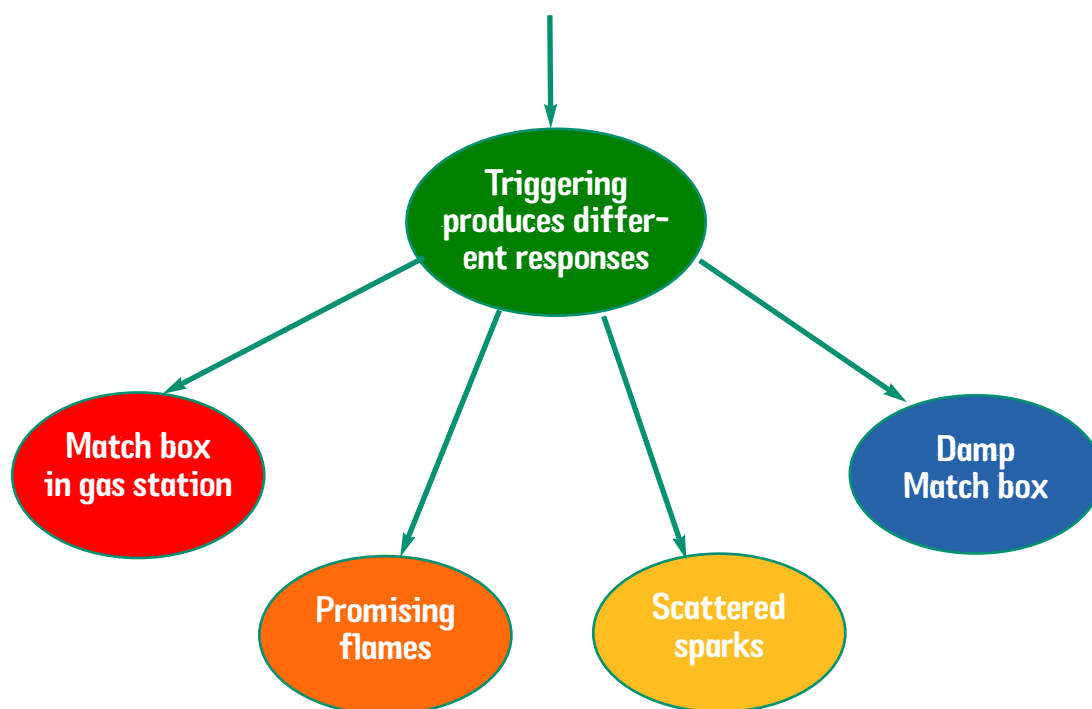 Triggering
produces differ-
ent responses
Match box
in gas station
Damp
Match box
Promising
flames
Scattered
sparks